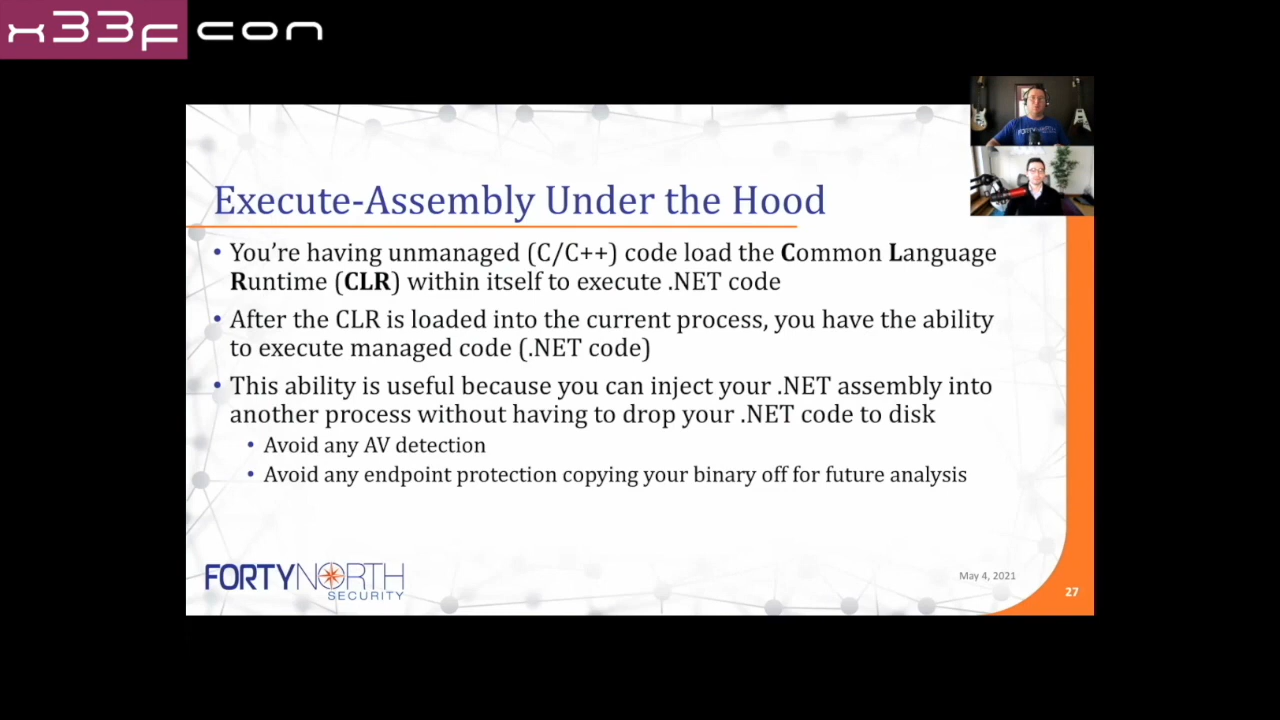 x33fcon
Execute-Assembly Under the Hood
• You’re having unmanaged (C/C++) code load the Common Language
Runtime (CLR) within itself to execute .NET code
• After the CLR is loaded into the current process, you have the ability
to execute managed code (.NET code)
• This ability is useful because you can inject your .NET assembly into
another process without having to drop your .NET code to disk
• Avoid any AV detection
• Avoid any endpoint protection copying your binary off for future analysis
FORTYNORTH
SECURITY
May 4, 2021
27